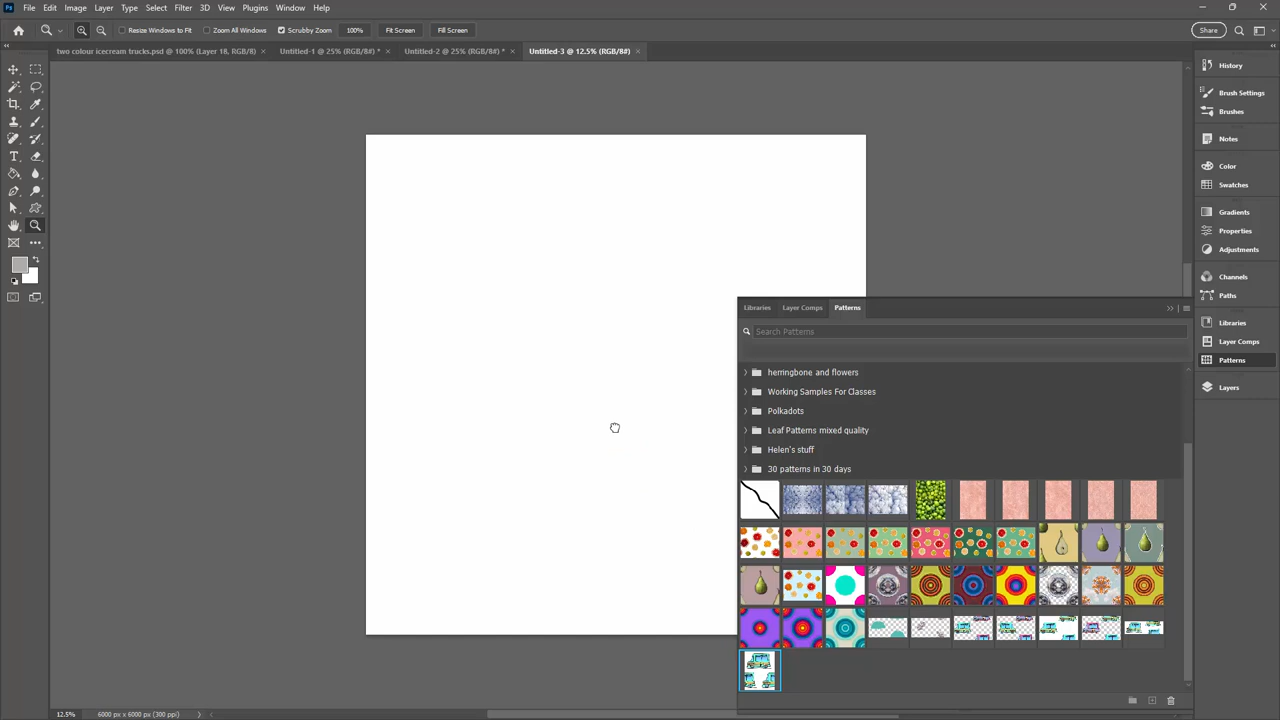 Ps File Edit Image Layer Type Select Filter 3D View Plugins Window Help
Resize Windows to Fit Zoom All Windows Scrubby Zoom 100% Fit Screen Fill Screen Share
two colour icecream trucks.psd @ 100% (Layer 18, RGB/8) × Untitled-1 @ 25% (RGB/8#) * × Untitled-2 @ 25% (RGB/8#) * × Untitled-3 @ 12.5% (RGB/8#) ×
History
Brush Settings
Brushes
Notes
Color
Swatches
Gradients
Properties
Adjustments
Channels
Paths
Libraries
Layer Comps
Patterns
Layers
Libraries Layer Comps Patterns
Search Patterns
herringbone and flowers
Working Samples For Classes
Polkadots
Leaf Patterns mixed quality
Helen's stuff
30 patterns in 30 days
12.5% 6000 px x 6000 px (300 ppi)